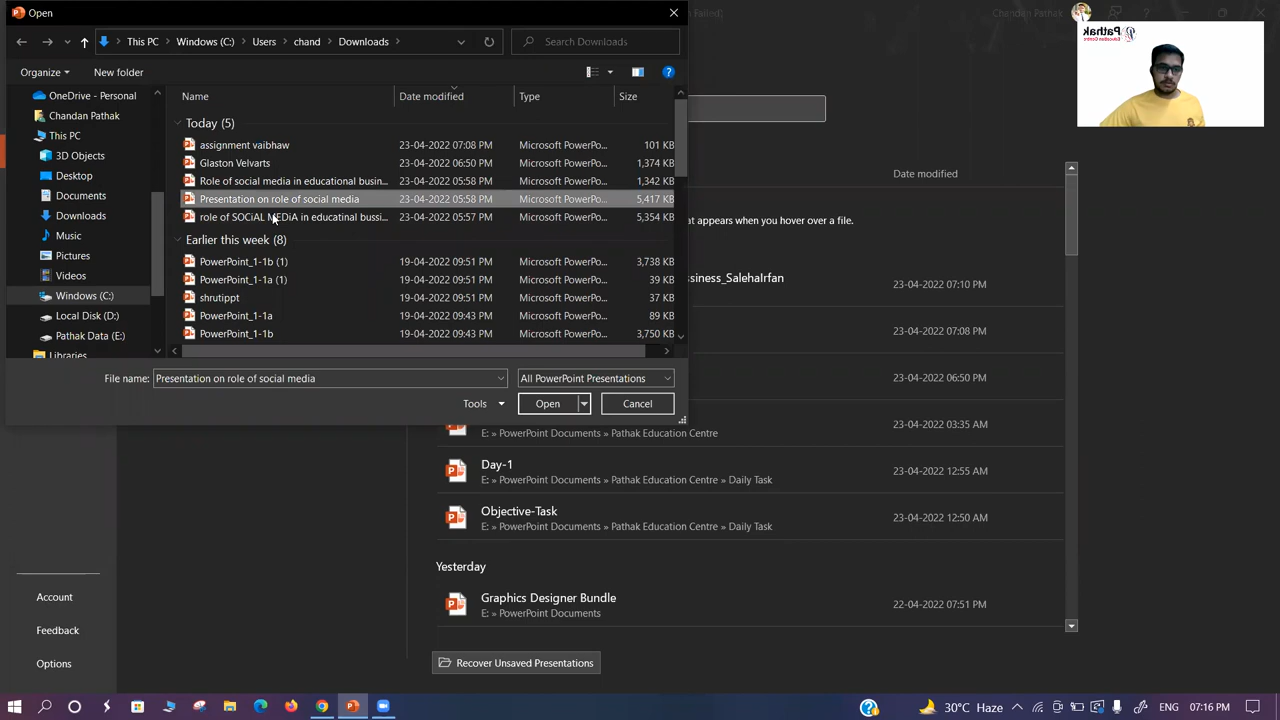 Open
Failed)
Chandan Pathak
Pathak
Education Centre
This PC
Windows (C:)
Users
chand
Downloads
Search Downloads
Organize
New folder
OneDrive - Personal
Chandan Pathak
This PC
3D Objects
Desktop
Documents
Downloads
Music
Pictures
Videos
Windows (C:)
Local Disk (D:)
Pathak Data (E:)
Libraries
Name Date modified Type Size
Today (5)
assignment vaibhaw 23-04-2022 07:08 PM Microsoft PowerPo... 101 KB
Glaston Velvarts 23-04-2022 06:50 PM Microsoft PowerPo... 1,374 KB
Role of social media in educational busin... 23-04-2022 05:58 PM Microsoft PowerPo... 1,342 KB
Presentation on role of social media 23-04-2022 05:58 PM Microsoft PowerPo... 5,417 KB
role of SOCiAL MEDiA in educatinal bussi... 23-04-2022 05:57 PM Microsoft PowerPo... 5,354 KB
Earlier this week (8)
PowerPoint_1-1b (1) 19-04-2022 09:51 PM Microsoft PowerPo... 3,738 KB
PowerPoint_1-1a (1) 19-04-2022 09:51 PM Microsoft PowerPo... 39 KB
shrutippt 19-04-2022 09:51 PM Microsoft PowerPo... 37 KB
PowerPoint_1-1a 19-04-2022 09:43 PM Microsoft PowerPo... 89 KB
PowerPoint_1-1b 19-04-2022 09:43 PM Microsoft PowerPo... 3,750 KB
File name: Presentation on role of social media All PowerPoint Presentations
Tools Open Cancel
Date modified
at appears when you hover over a file.
ssiness_SalehaIrfan 23-04-2022 07:10 PM
23-04-2022 07:08 PM
23-04-2022 06:50 PM
E: » PowerPoint Documents » Pathak Education Centre 23-04-2022 03:35 AM
Day-1
E: » PowerPoint Documents » Pathak Education Centre » Daily Task 23-04-2022 12:55 AM
Objective-Task
E: » PowerPoint Documents » Pathak Education Centre » Daily Task 23-04-2022 12:50 AM
Yesterday
Graphics Designer Bundle
E: » PowerPoint Documents 22-04-2022 07:51 PM
Recover Unsaved Presentations
Account
Feedback
Options
30°C Haze 07:16 PM